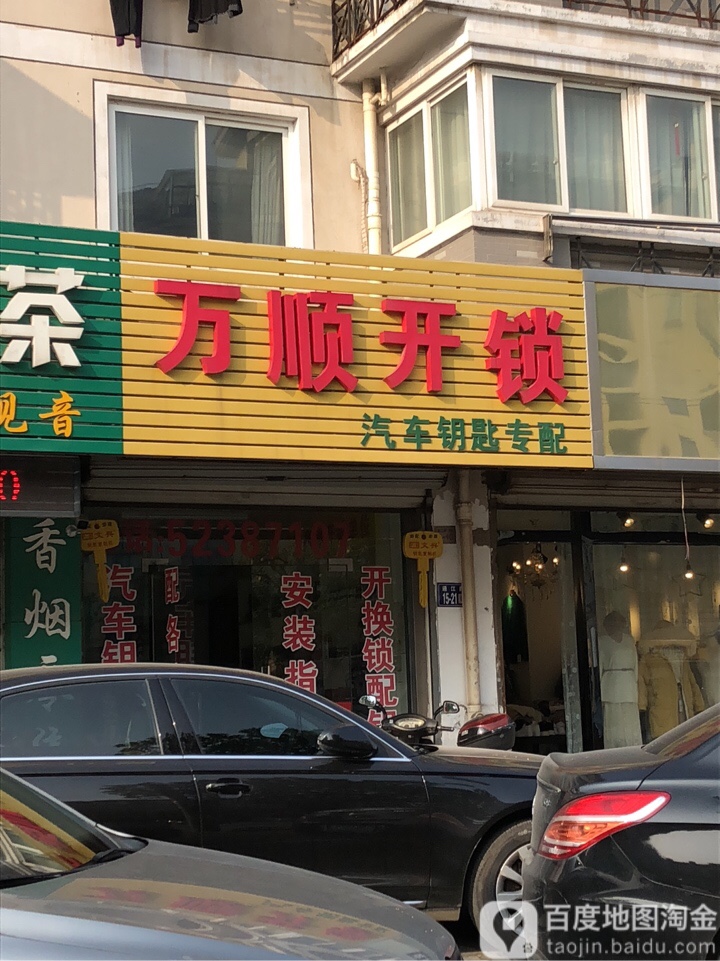 茶
观音
万顺开锁
汽车钥匙专配
香烟
52387107
汽车钥
配各
安装指
开换锁配钥
15-21
百度地图淘金
taojin.baidu.com